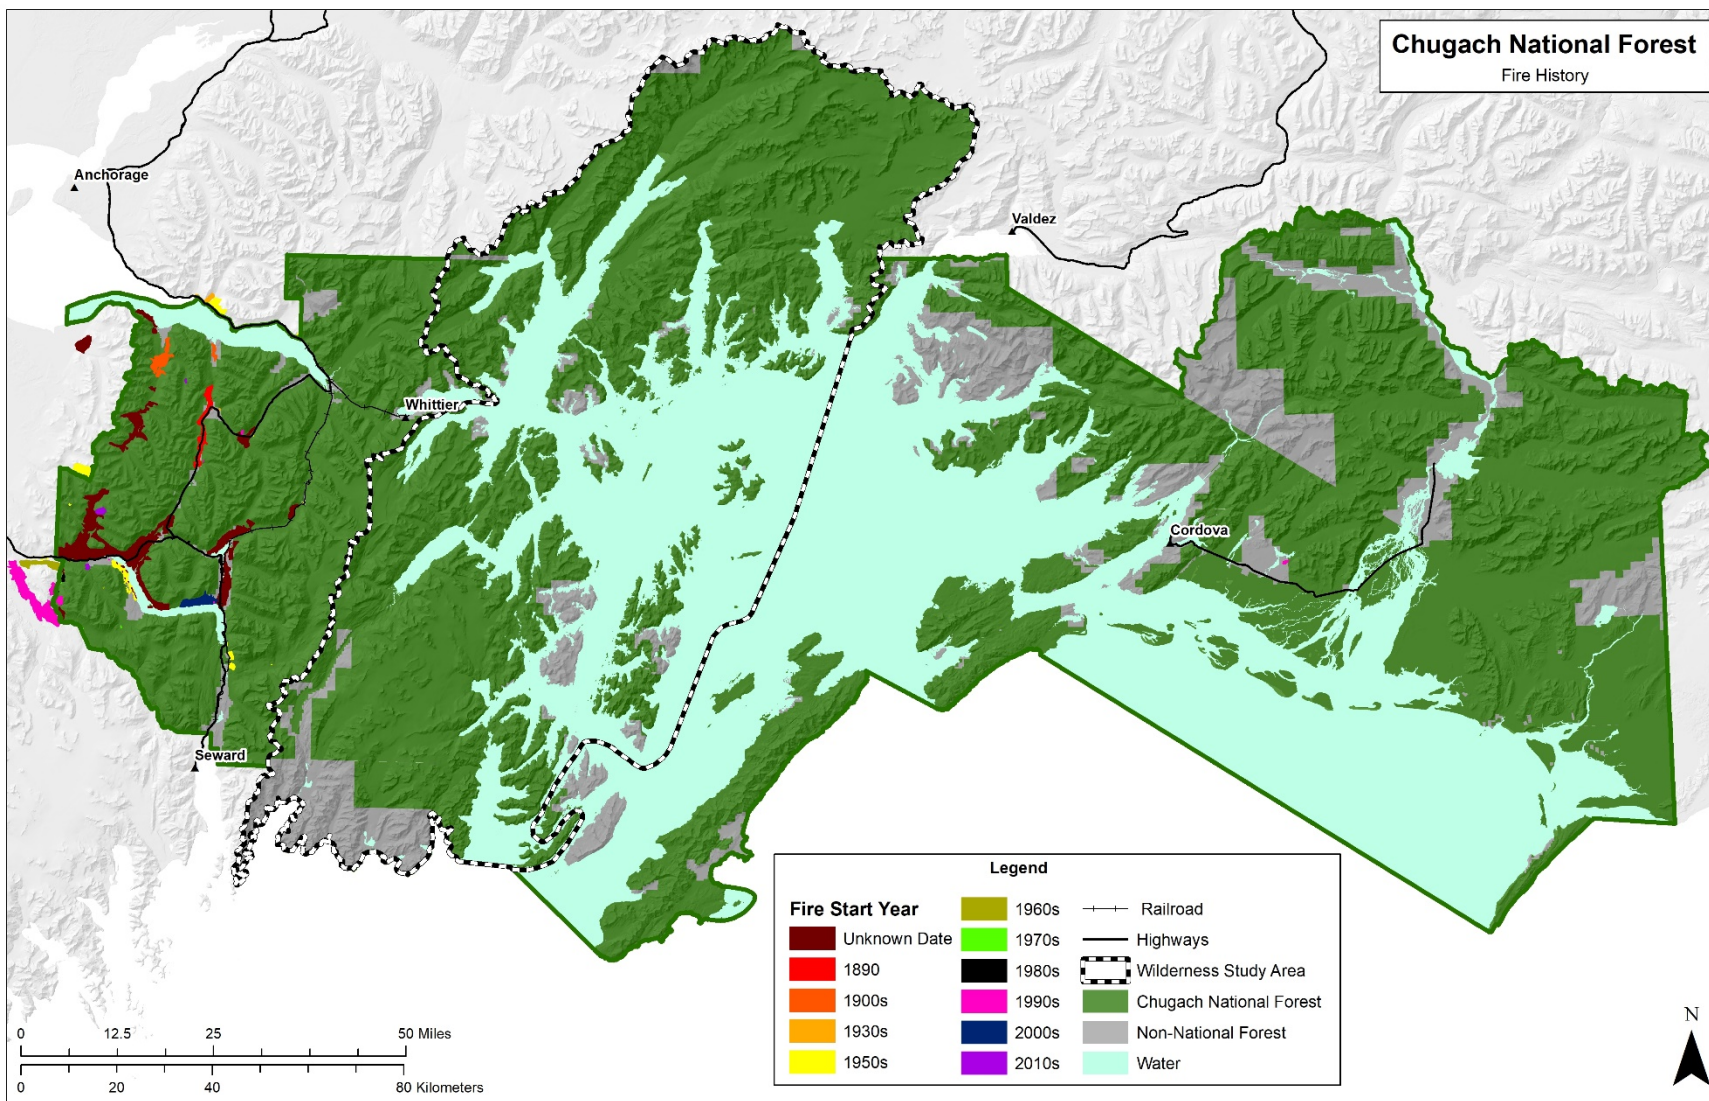 Chugach National Forest
Fire History
Anchorage
Valdez
Whittier
Cordova
Seward
Legend
Fire Start Year
Unknown Date
1890
1900s
1930s
1950s
1960s
1970s
1980s
1990s
2000s
2010s
Railroad
Highways
Wilderness Study Area
Chugach National Forest
Non-National Forest
Water
0 12.5 25 50 Miles
0 20 40 80 Kilometers
N